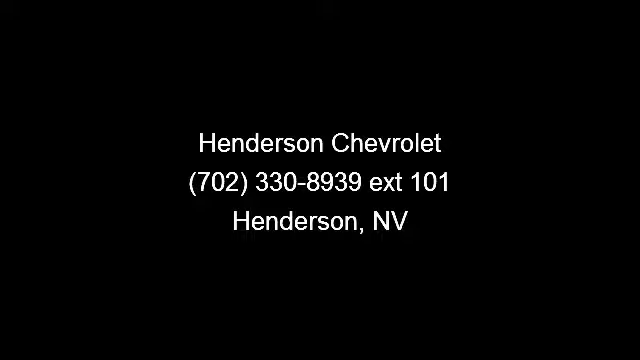 Henderson Chevrolet
(702) 330-8939 ext 101
Henderson, NV